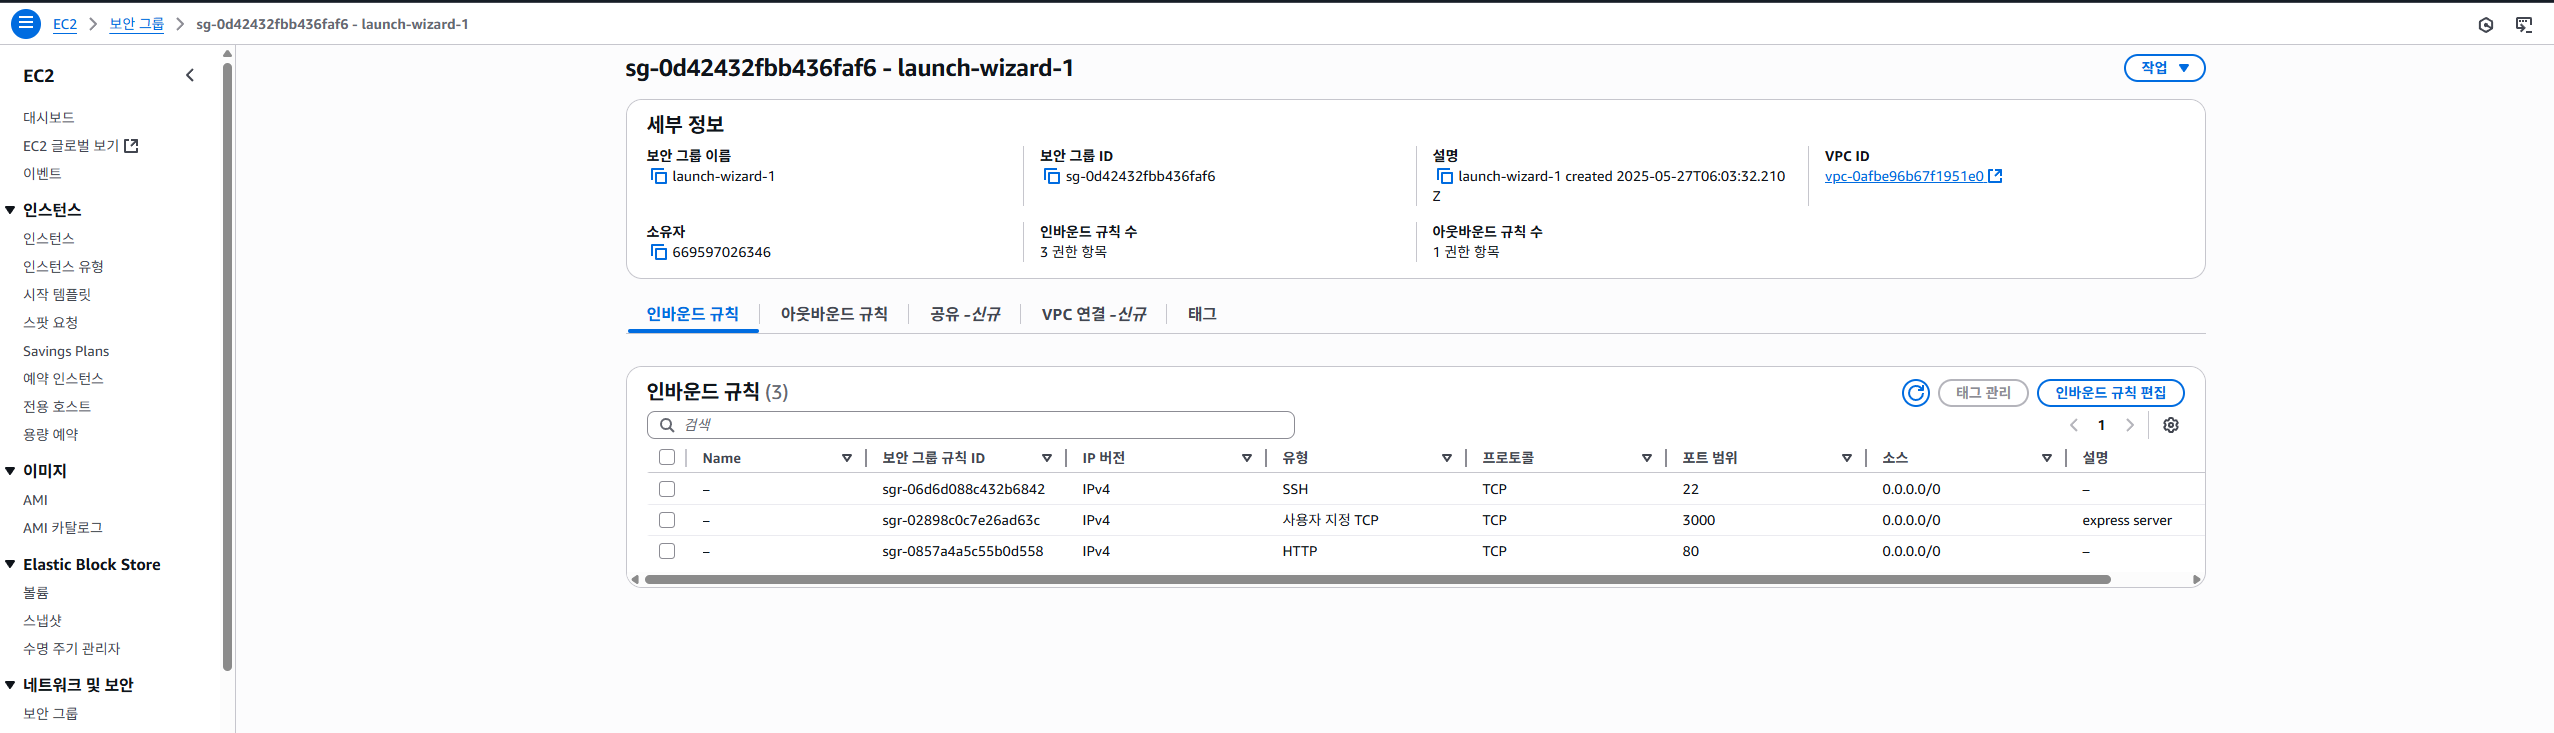 EC2 > 보안 그룹 > sg-0d42432fbb436faf6 - launch-wizard-1
EC2
대시보드
EC2 글로벌 보기
이벤트
인스턴스
인스턴스
인스턴스 유형
시작 템플릿
스팟 요청
Savings Plans
예약 인스턴스
전용 호스트
용량 예약
이미지
AMI
AMI 카탈로그
Elastic Block Store
볼륨
스냅샷
수명 주기 관리자
네트워크 및 보안
보안 그룹
sg-0d42432fbb436faf6 - launch-wizard-1
작업
세부 정보
보안 그룹 이름
launch-wizard-1
보안 그룹 ID
sg-0d42432fbb436faf6
설명
launch-wizard-1 created 2025-05-27T06:03:32.210
Z
VPC ID
vpc-0afbe96b67f1951e0
소유자
669597026346
인바운드 규칙 수
3 권한 항목
아웃바운드 규칙 수
1 권한 항목
인바운드 규칙 아웃바운드 규칙 공유 -신규 VPC 연결 -신규 태그
인바운드 규칙 (3)
태그 관리 인바운드 규칙 편집
검색
1
Name 보안 그룹 규칙 ID IP 버전 유형 프로토콜 포트 범위 소스 설명
– sgr-06d6d088c432b6842 IPv4 SSH TCP 22 0.0.0.0/0 –
– sgr-02898c0c7e26ad63c IPv4 사용자 지정 TCP TCP 3000 0.0.0.0/0 express server
– sgr-0857a4a5c55b0d558 IPv4 HTTP TCP 80 0.0.0.0/0 –